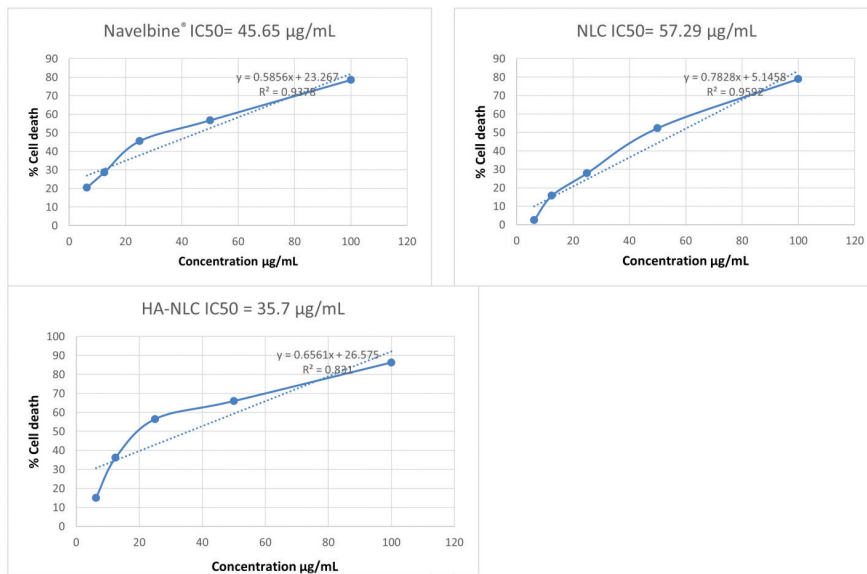 Navelbine® IC50= 45.65 µg/mL
90
80
70
60
50
40
30
20
10
0
% Cell death
y = 0.5856x + 23.267
R² = 0.9378
0 20 40 60 80 100 120
Concentration µg/mL
NLC IC50= 57.29 µg/mL
90
80
70
60
50
40
30
20
10
0
% Cell death
y = 0.7828x + 5.1458
R² = 0.9592
0 20 40 60 80 100 120
Concentration µg/mL
HA-NLC IC50 = 35.7 µg/mL
100
90
80
70
60
50
40
30
20
10
0
% Cell death
y = 0.6561x + 26.575
R² = 0.831
0 20 40 60 80 100 120
Concentration µg/mL